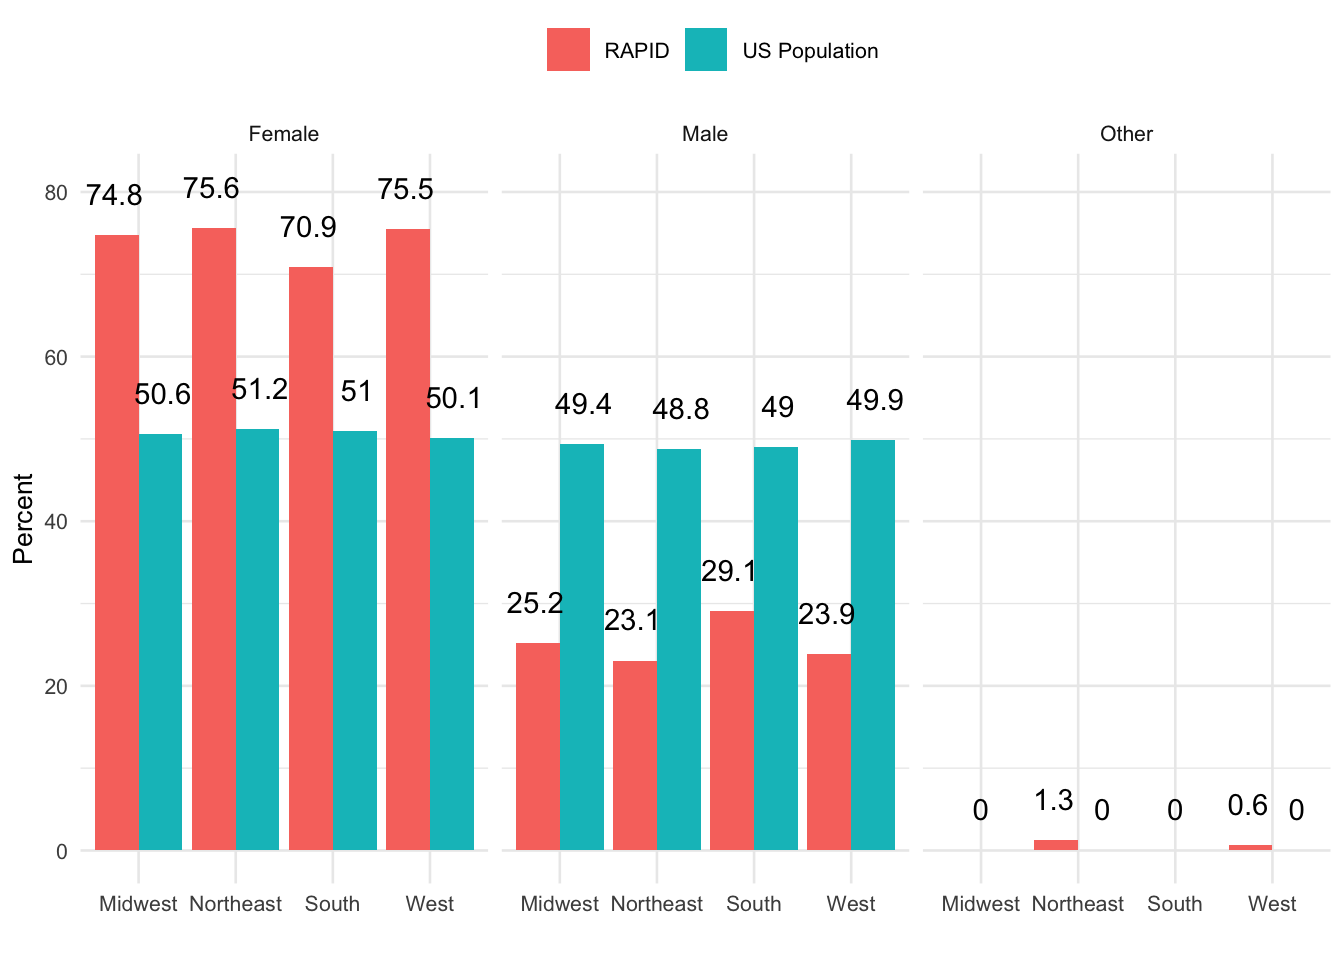 RAPID US Population
Female Male Other
80
60
40
20
0
Percent
74.8 75.6 70.9 75.5
50.6 51.2 51 50.1
49.4 48.8 49 49.9
25.2 23.1 29.1 23.9
0 1.3 0 0 0.6 0
Midwest Northeast South West Midwest Northeast South West Midwest Northeast South West